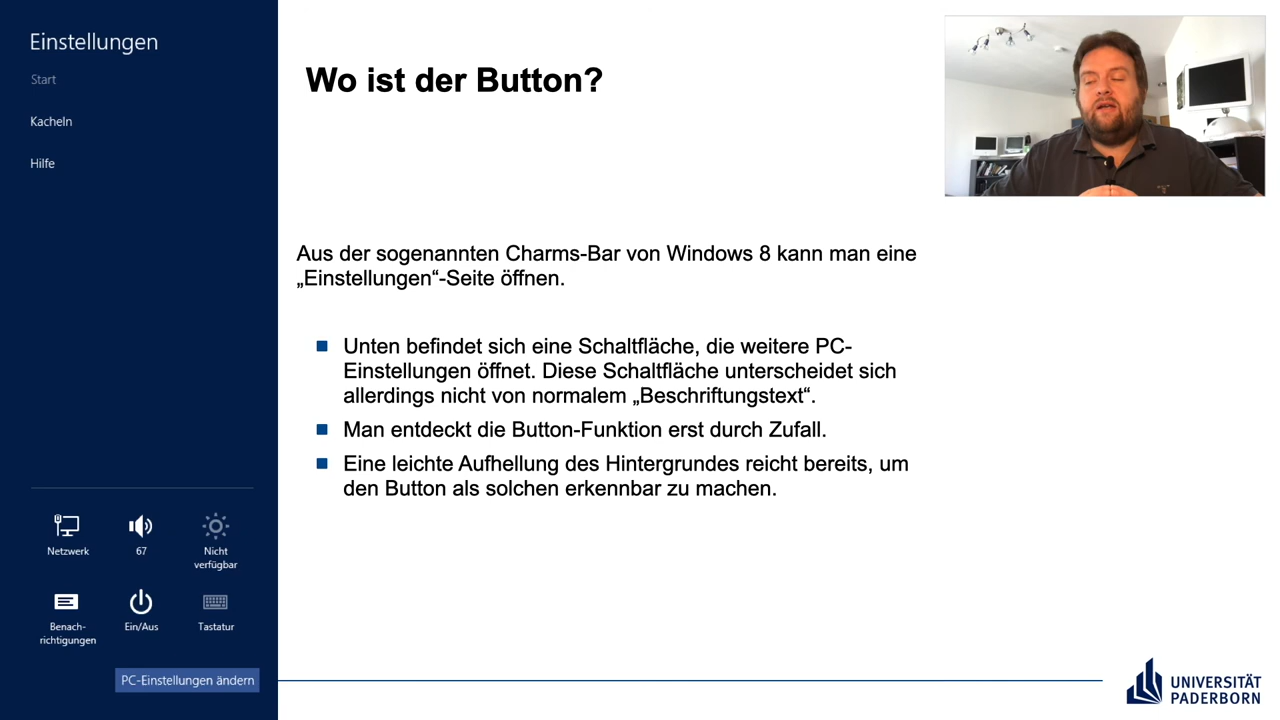 Einstellungen
Start
Kacheln
Hilfe
Netzwerk
67
Nicht
verfügbar
Benach-
richtigungen
Ein/Aus
Tastatur
PC-Einstellungen ändern
Wo ist der Button?
Aus der sogenannten Charms-Bar von Windows 8 kann man eine
„Einstellungen“-Seite öffnen.
Unten befindet sich eine Schaltfläche, die weitere PC-
Einstellungen öffnet. Diese Schaltfläche unterscheidet sich
allerdings nicht von normalem „Beschriftungstext“.
Man entdeckt die Button-Funktion erst durch Zufall.
Eine leichte Aufhellung des Hintergrundes reicht bereits, um
den Button als solchen erkennbar zu machen.
UNIVERSITÄT
PADERBORN